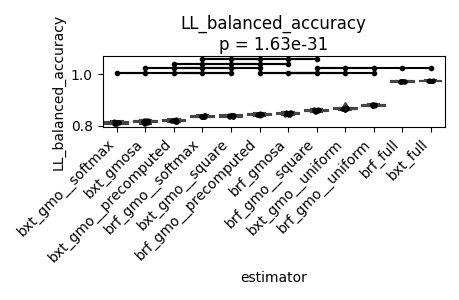 LL_balanced_accuracy
p = 1.63e-31
LL_balanced_accuracy
1.0
0.8
bxt_gmo__softmax
bxt_gmosa
bxt_gmo__precomputed
brf_gmo__softmax
bxt_gmo__square
brf_gmo__precomputed
brf_gmosa
brf_gmo__square
bxt_gmo__uniform
brf_gmo__uniform
brf_full
bxt_full
estimator